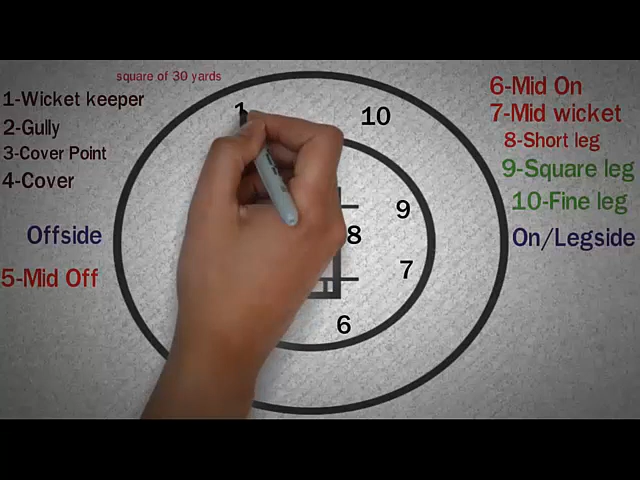 square of 30 yards
1-Wicket keeper
2-Gully
3-Cover Point
4-Cover
Offside
5-Mid Off
6-Mid On
7-Mid wicket
8-Short leg
9-Square leg
10-Fine leg
On/Legside
1
10
9
8
7
6